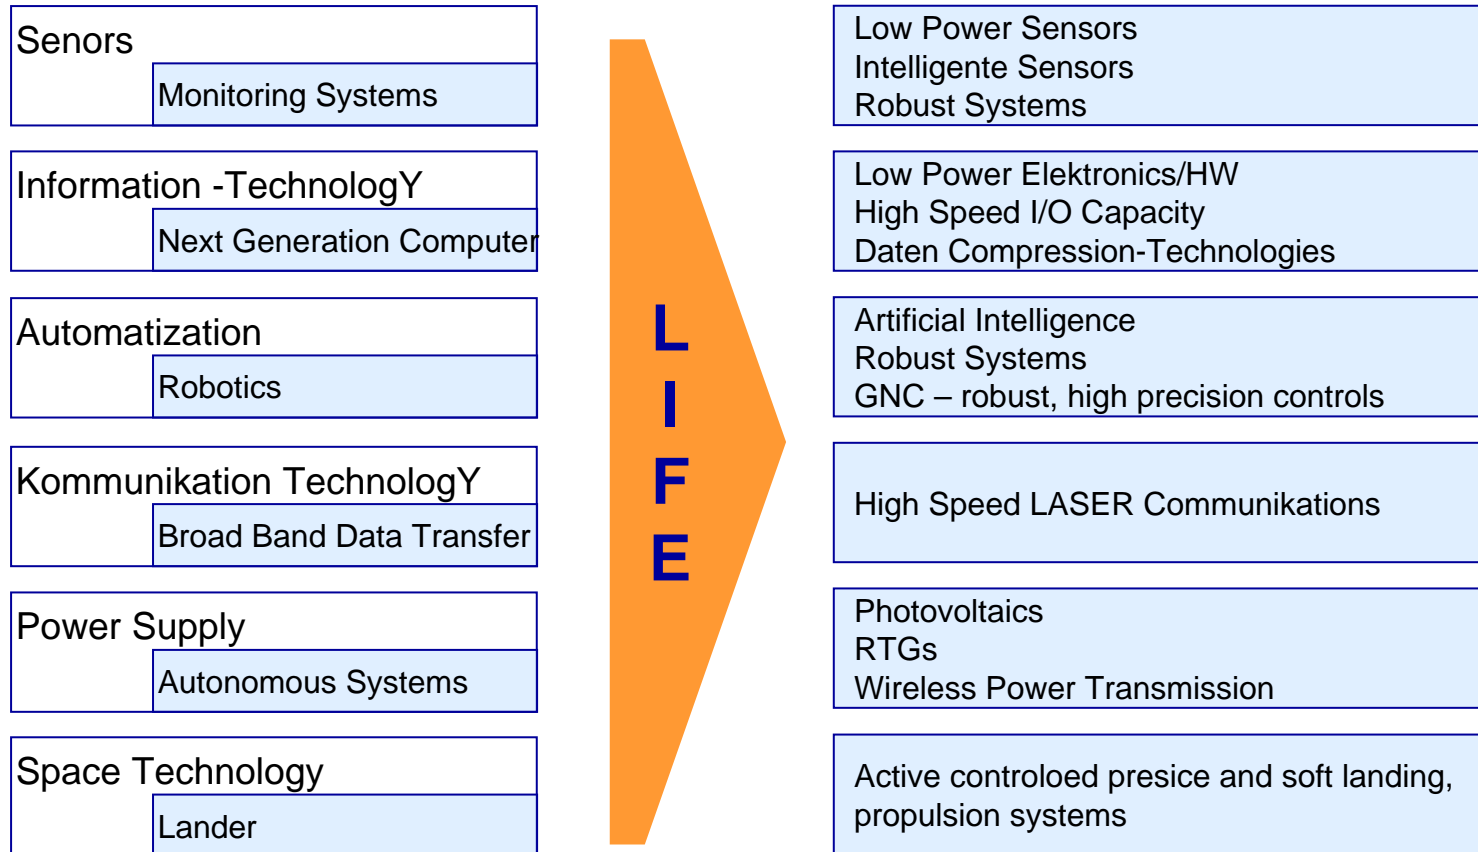 Senors
Monitoring Systems
Low Power Sensors
Intelligente Sensors
Robust Systems
Information -TechnologY
Next Generation Computer
Low Power Elektronics/HW
High Speed I/O Capacity
Daten Compression-Technologies
Automatization
Robotics
Artificial Intelligence
Robust Systems
GNC – robust, high precision controls
L
I
F
E
Kommunikation TechnologY
Broad Band Data Transfer
High Speed LASER Communikations
Power Supply
Autonomous Systems
Photovoltaics
RTGs
Wireless Power Transmission
Space Technology
Lander
Active controloed presice and soft landing,
propulsion systems